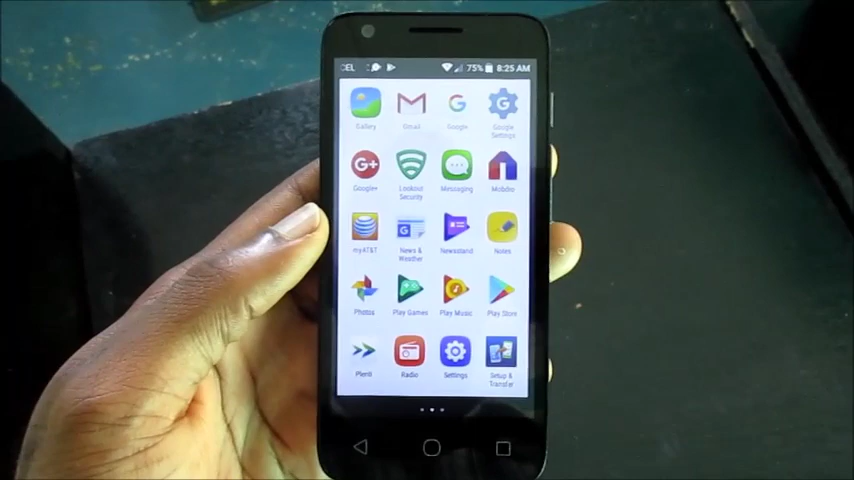 CEL 75% 8:25 AM
Gallery Gmail Google Google Settings
Google+ Lookout Security Messaging Mobdro
myAT&T News & Weather Newsstand Notes
Photos Play Games Play Music Play Store
Plenti Radio Settings Setup & Transfer